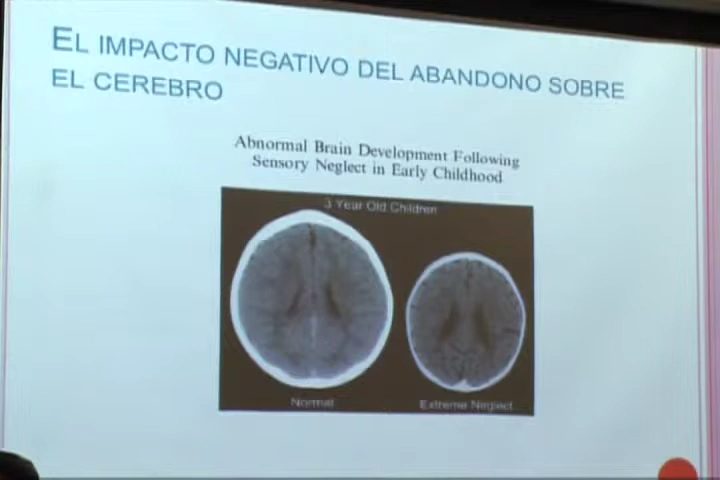 EL IMPACTO NEGATIVO DEL ABANDONO SOBRE
EL CEREBRO
Abnormal Brain Development Following
Sensory Neglect in Early Childhood
3 Year Old Children
Normal
Extreme Neglect